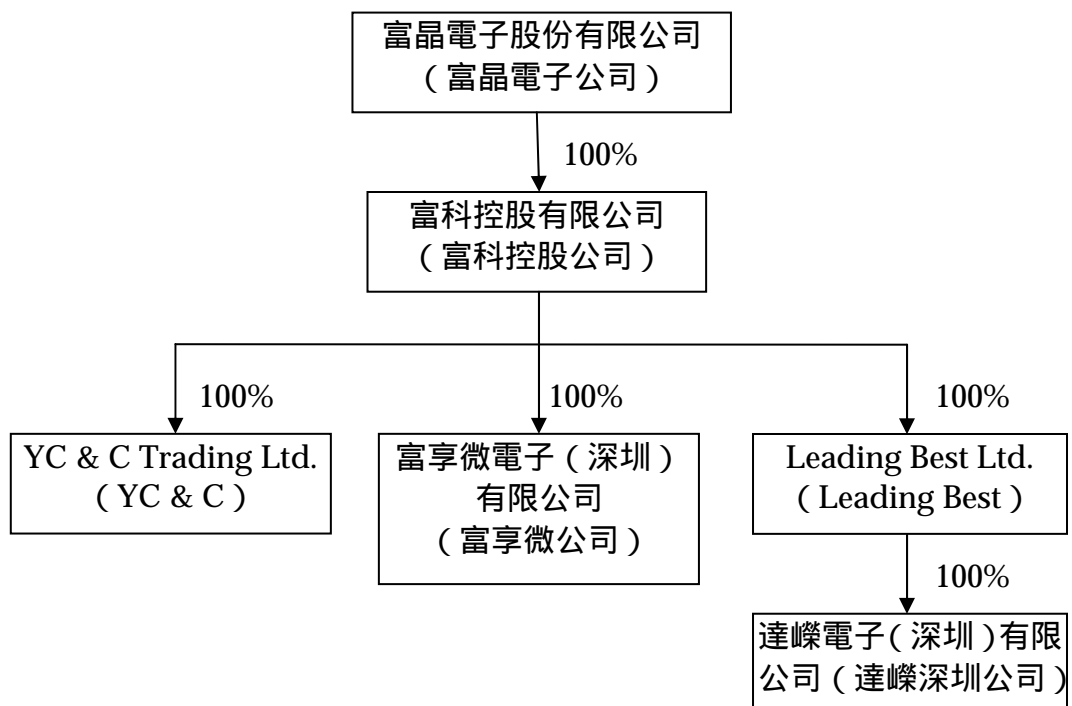 富晶電子股份有限公司
（富晶電子公司）
100%
富科控股有限公司
（富科控股公司）
100%
100%
100%
YC & C Trading Ltd.
（YC & C）
富享微電子（深圳）
有限公司
（富享微公司）
Leading Best Ltd.
（Leading Best）
100%
達嶸電子（深圳）有限
公司（達嶸深圳公司）